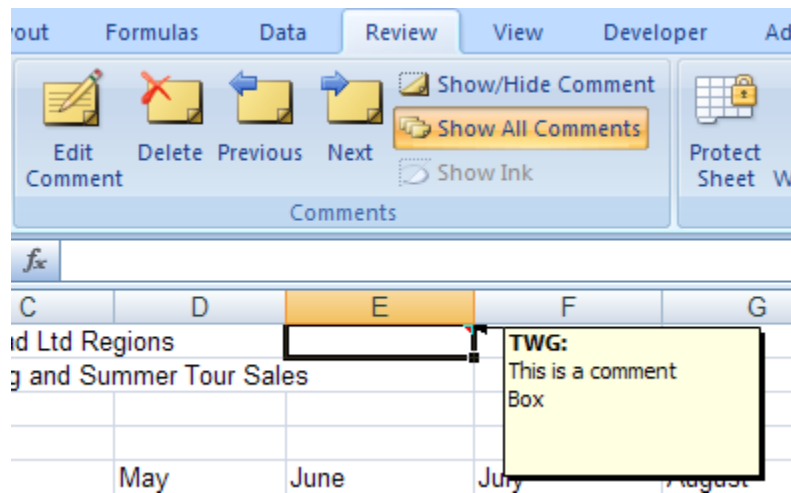 out Formulas Data Review View Developer Ad
Show/Hide Comment
Show All Comments
Show Ink
Edit Comment Delete Previous Next
Protect Sheet W
Comments
fx
C D E F G
nd Ltd Regions
g and Summer Tour Sales
TWG:
This is a comment
Box
May June July August